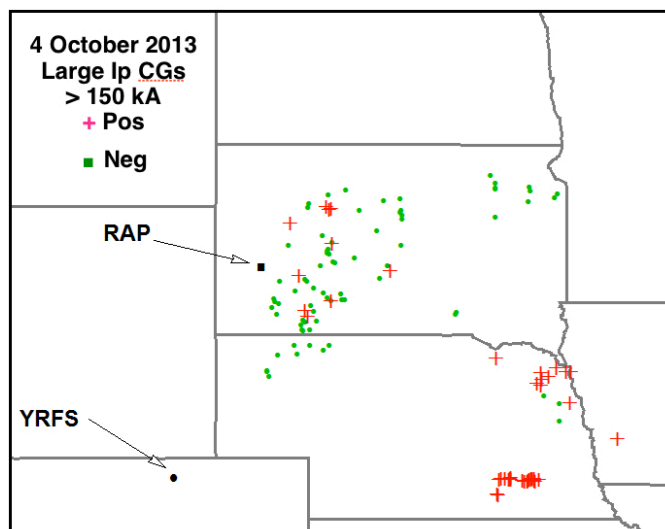 4 October 2013
Large Ip CGs
> 150 kA
+ Pos
Neg
RAP
YRFS